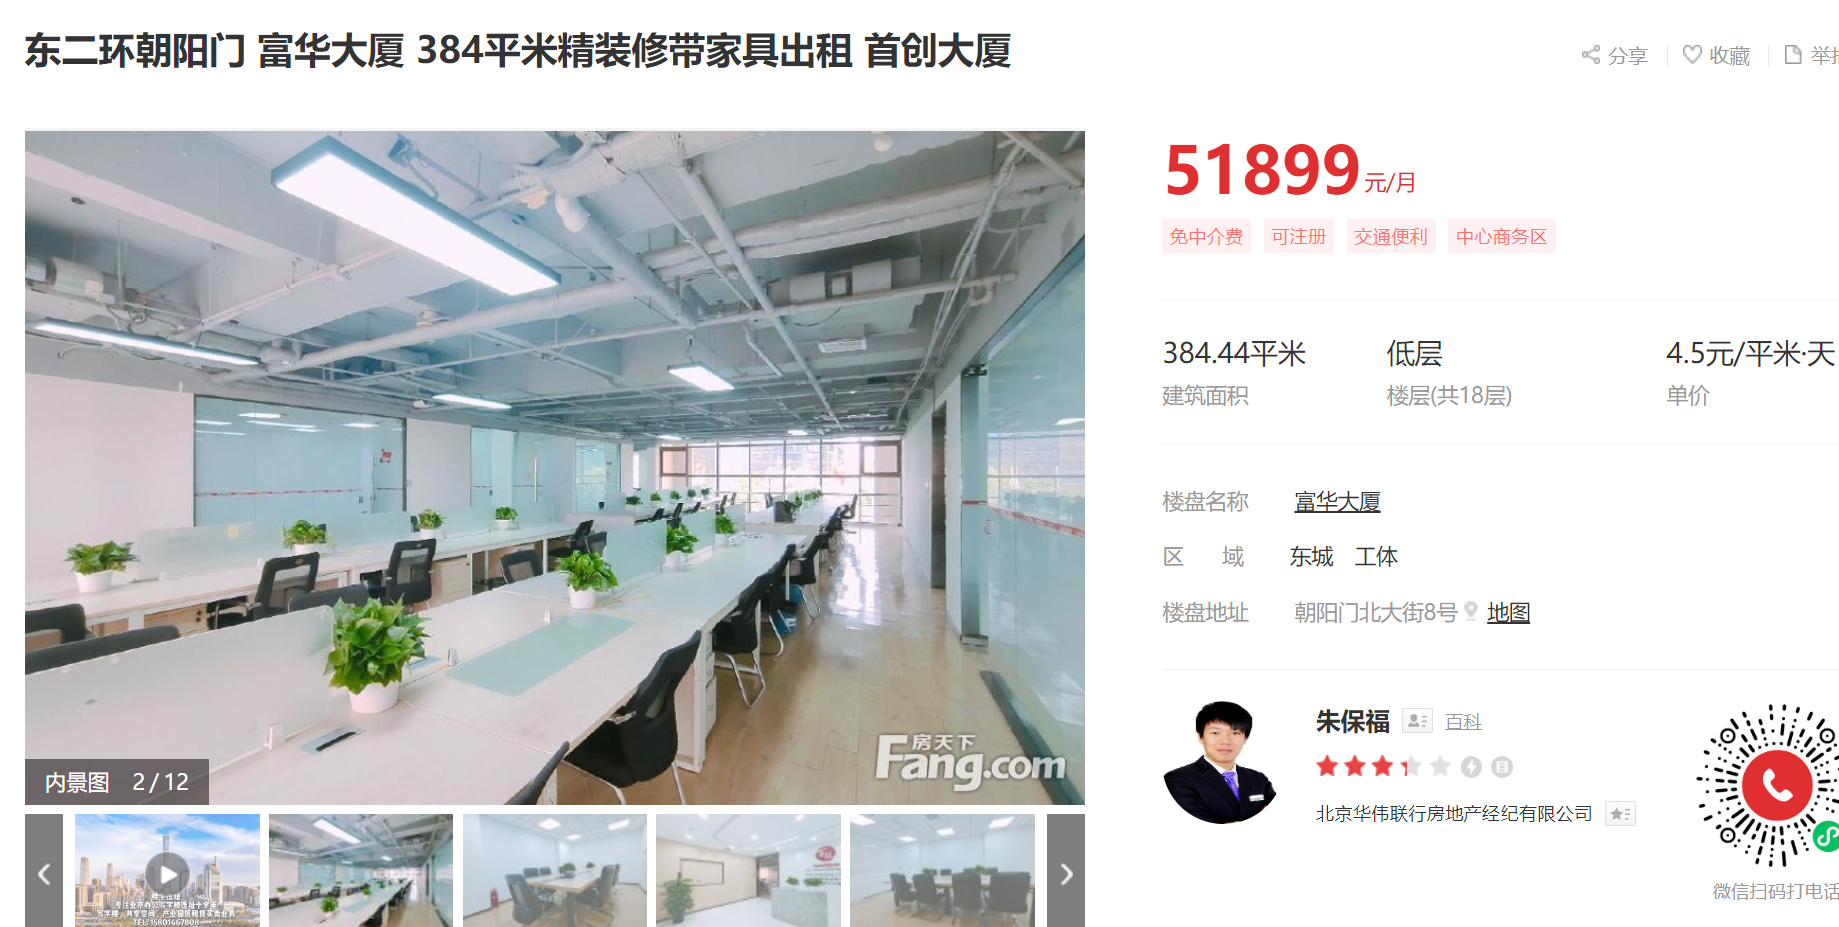 东二环朝阳门 富华大厦 384平米精装修带家具出租 首创大厦
分享
收藏
51899元/月
免中介费 可注册 交通便利 中心商务区
384.44平米 低层 4.5元/平米·天
建筑面积 楼层(共18层) 单价
楼盘名称 富华大厦
区 域 东城 工体
楼盘地址 朝阳门北大街8号 地图
房天下
Fang.com
内景图 2 / 12
朱保福 百科
北京华伟联行房地产经纪有限公司
微信扫码打电话
TEL:15801467808